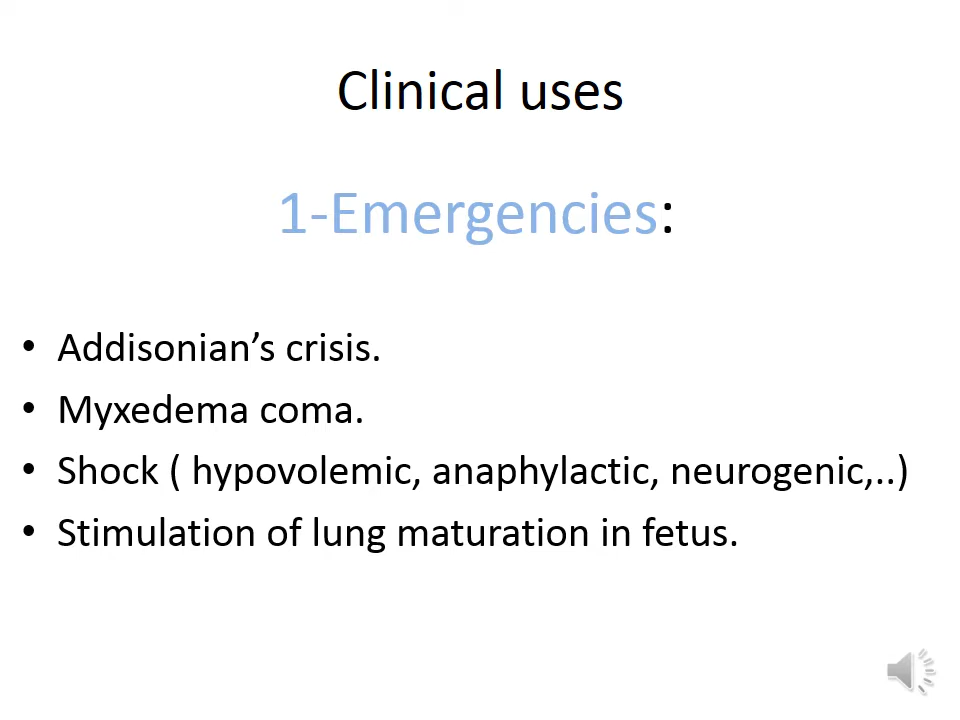 Clinical uses
1-Emergencies:
• Addisonian’s crisis.
• Myxedema coma.
• Shock ( hypovolemic, anaphylactic, neurogenic,..)
• Stimulation of lung maturation in fetus.